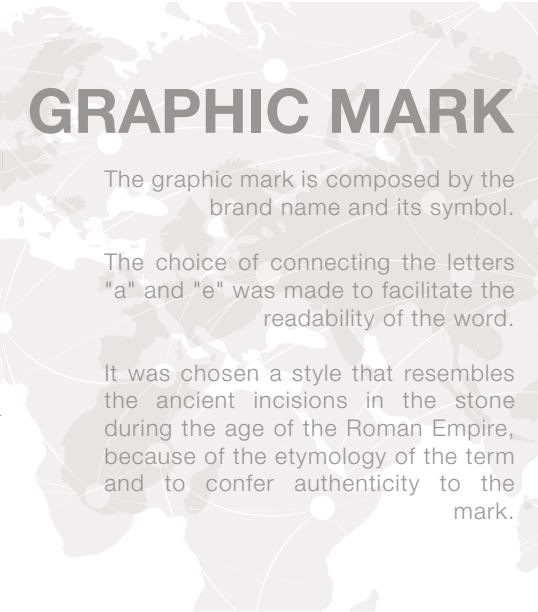 GRAPHIC MARK
The graphic mark is composed by the
brand name and its symbol.
The choice of connecting the letters
"a" and "e" was made to facilitate the
readability of the word.
It was chosen a style that resembles
the ancient incisions in the stone
during the age of the Roman Empire,
because of the etymology of the term
and to confer authenticity to the
mark.